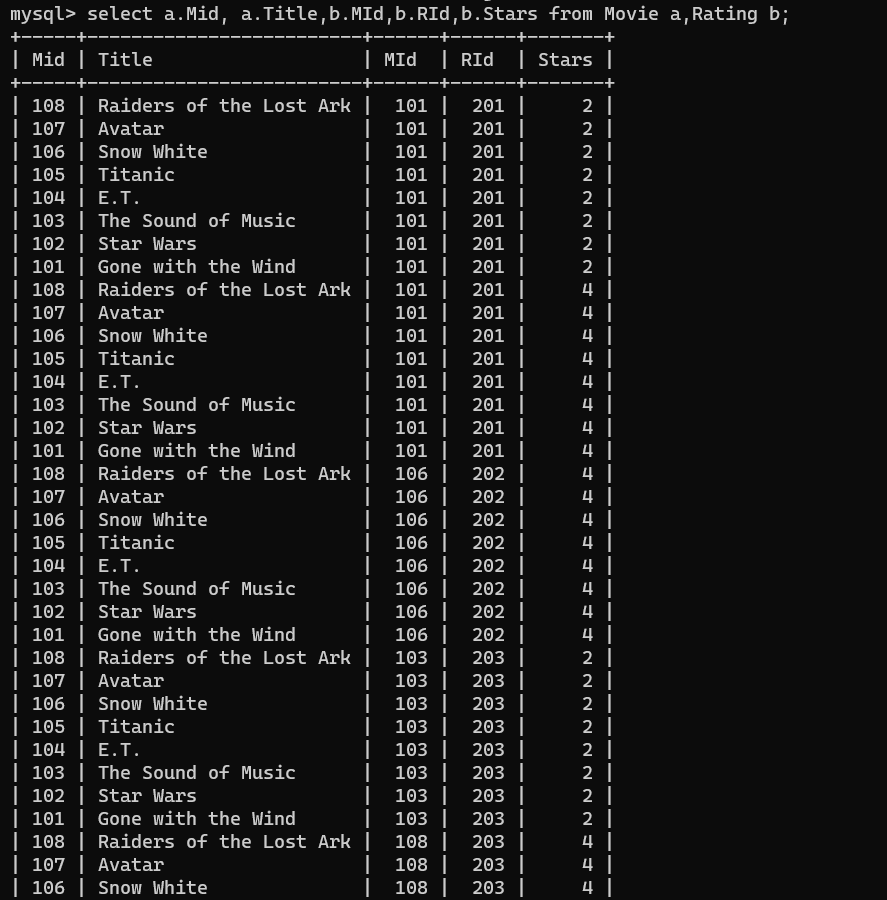 mysql> select a.Mid, a.Title,b.MId,b.RId,b.Stars from Movie a,Rating b;
+-----+-------------------------+------+------+-------+
| Mid | Title                   | MId  | RId  | Stars |
+-----+-------------------------+------+------+-------+
| 108 | Raiders of the Lost Ark |  101 |  201 |     2 |
| 107 | Avatar                  |  101 |  201 |     2 |
| 106 | Snow White              |  101 |  201 |     2 |
| 105 | Titanic                 |  101 |  201 |     2 |
| 104 | E.T.                    |  101 |  201 |     2 |
| 103 | The Sound of Music      |  101 |  201 |     2 |
| 102 | Star Wars               |  101 |  201 |     2 |
| 101 | Gone with the Wind      |  101 |  201 |     2 |
| 108 | Raiders of the Lost Ark |  101 |  201 |     4 |
| 107 | Avatar                  |  101 |  201 |     4 |
| 106 | Snow White              |  101 |  201 |     4 |
| 105 | Titanic                 |  101 |  201 |     4 |
| 104 | E.T.                    |  101 |  201 |     4 |
| 103 | The Sound of Music      |  101 |  201 |     4 |
| 102 | Star Wars               |  101 |  201 |     4 |
| 101 | Gone with the Wind      |  101 |  201 |     4 |
| 108 | Raiders of the Lost Ark |  106 |  202 |     4 |
| 107 | Avatar                  |  106 |  202 |     4 |
| 106 | Snow White              |  106 |  202 |     4 |
| 105 | Titanic                 |  106 |  202 |     4 |
| 104 | E.T.                    |  106 |  202 |     4 |
| 103 | The Sound of Music      |  106 |  202 |     4 |
| 102 | Star Wars               |  106 |  202 |     4 |
| 101 | Gone with the Wind      |  106 |  202 |     4 |
| 108 | Raiders of the Lost Ark |  103 |  203 |     2 |
| 107 | Avatar                  |  103 |  203 |     2 |
| 106 | Snow White              |  103 |  203 |     2 |
| 105 | Titanic                 |  103 |  203 |     2 |
| 104 | E.T.                    |  103 |  203 |     2 |
| 103 | The Sound of Music      |  103 |  203 |     2 |
| 102 | Star Wars               |  103 |  203 |     2 |
| 101 | Gone with the Wind      |  103 |  203 |     2 |
| 108 | Raiders of the Lost Ark |  108 |  203 |     4 |
| 107 | Avatar                  |  108 |  203 |     4 |
| 106 | Snow White              |  108 |  203 |     4 |